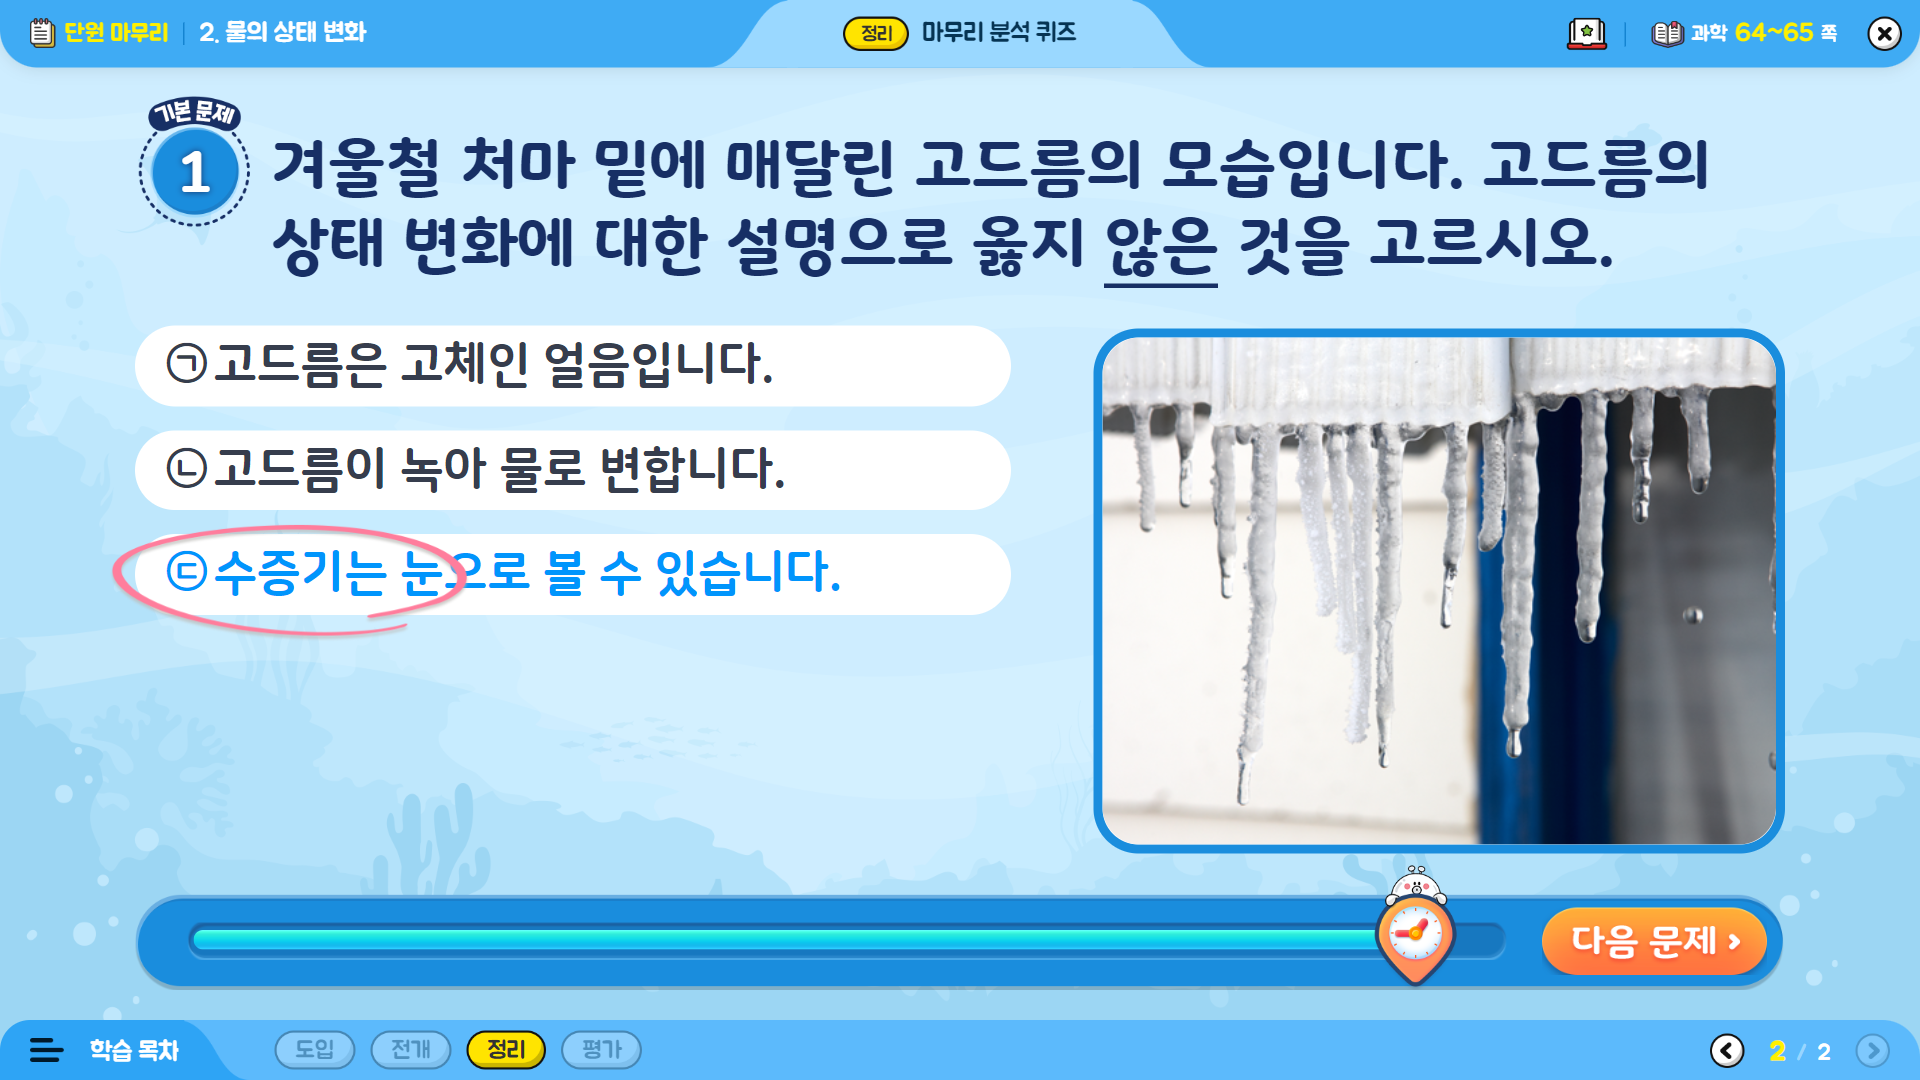 단원 마무리 2. 물의 상태 변화
정리 마무리 분석 퀴즈
과학 64~65 쪽
기본 문제
1
겨울철 처마 밑에 매달린 고드름의 모습입니다. 고드름의
상태 변화에 대한 설명으로 옳지 않은 것을 고르시오.
㉠ 고드름은 고체인 얼음입니다.
㉡ 고드름이 녹아 물로 변합니다.
㉢ 수증기는 눈으로 볼 수 있습니다.
다음 문제
학습 목차
도입 전개 정리 평가
2 / 2